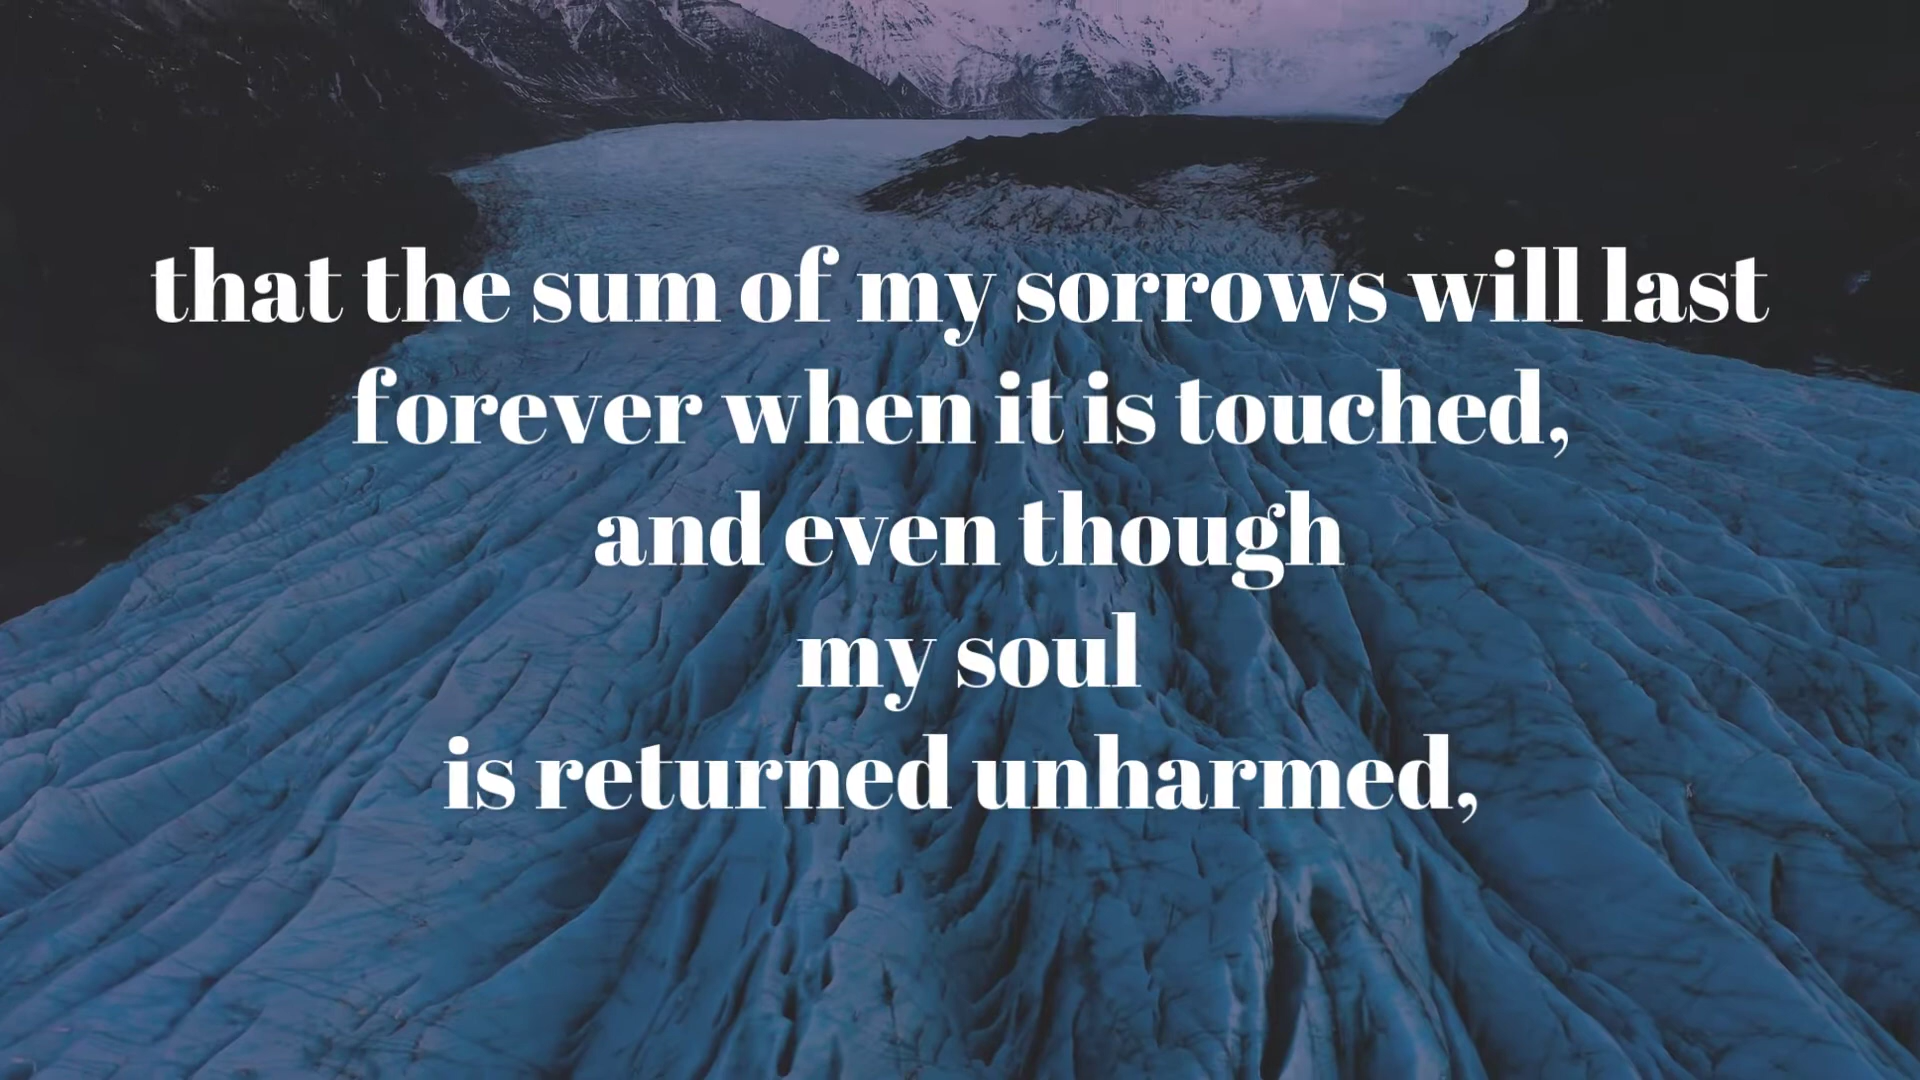 that the sum of my sorrows will last
forever when it is touched,
and even though
my soul
is returned unharmed,